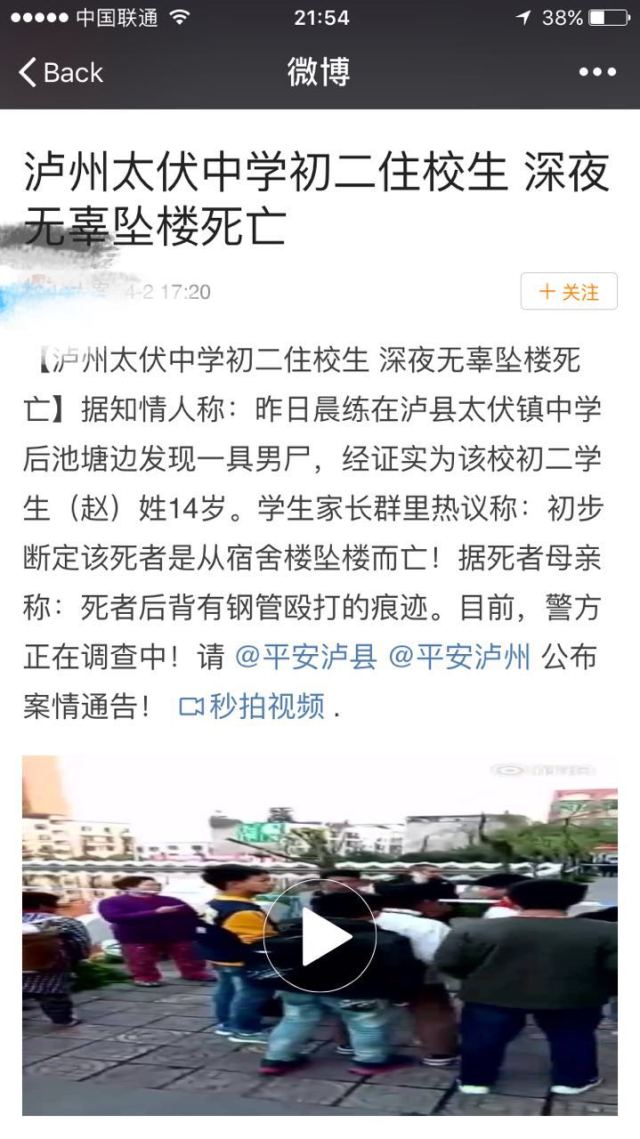 中国联通 21:54 38%
Back 微博
泸州太伏中学初二住校生 深夜
无辜坠楼死亡
4-2 17:20 关注
【泸州太伏中学初二住校生 深夜无辜坠楼死
亡】据知情人称：昨日晨练在泸县太伏镇中学
后池塘边发现一具男尸，经证实为该校初二学
生（赵）姓14岁。学生家长群里热议称：初步
断定该死者是从宿舍楼坠楼而亡！据死者母亲
称：死者后背有钢管殴打的痕迹。目前，警方
正在调查中！请 @平安泸县 @平安泸州 公布
案情通告！ 秒拍视频 .